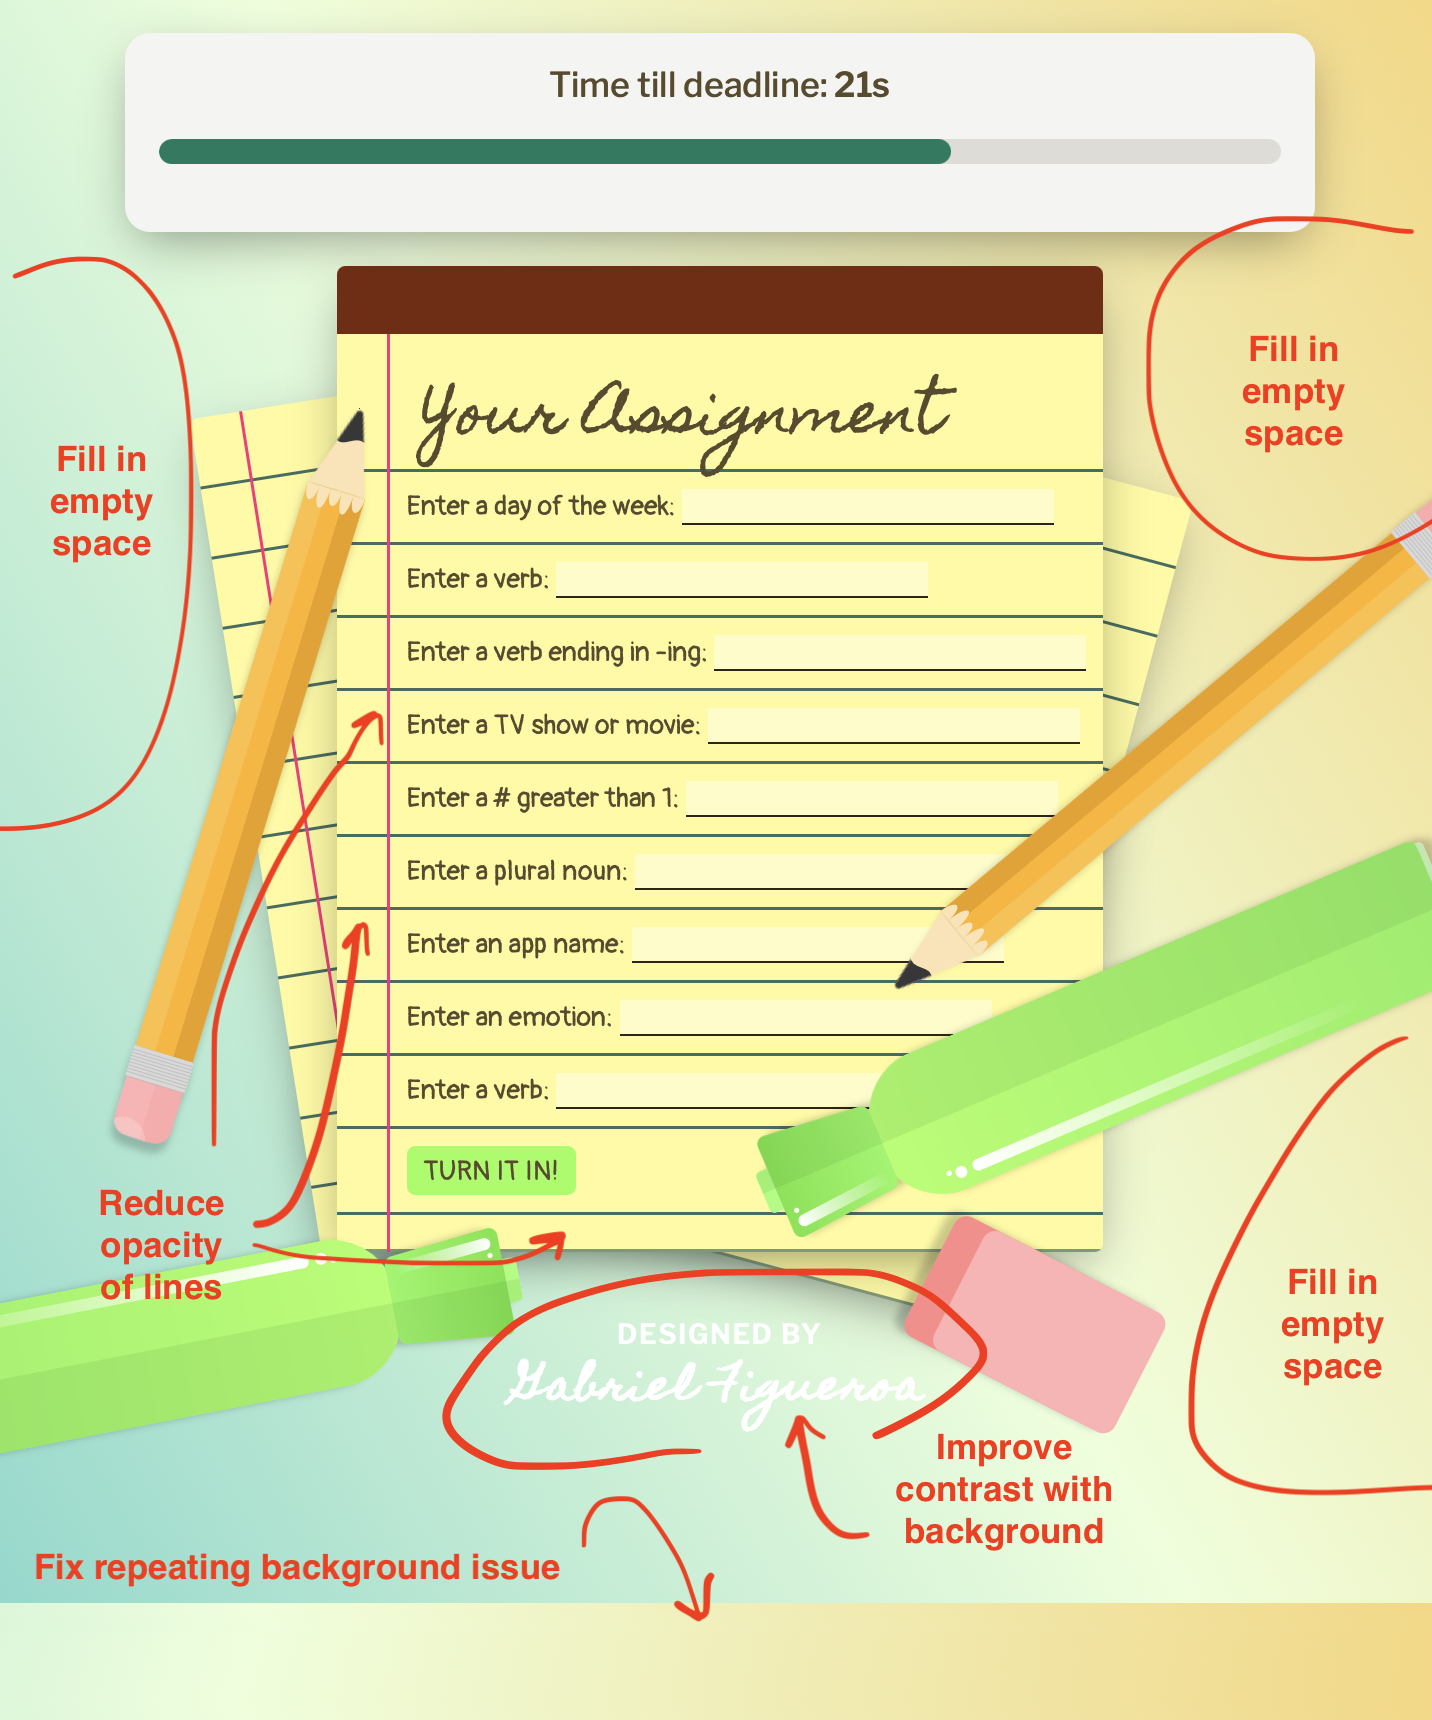 Time till deadline: 21s
Fill in
empty
space
Your Assignment
Fill in
empty
space
Enter a day of the week:
Enter a verb:
Enter a verb ending in -ing:
Enter a TV show or movie:
Enter a # greater than 1:
Enter a plural noun:
Enter an app name:
Enter an emotion:
Enter a verb:
TURN IT IN!
Reduce
opacity
of lines
Fill in
empty
space
DESIGNED BY
Gabriel Figueroa
Improve
contrast with
background
Fix repeating background issue